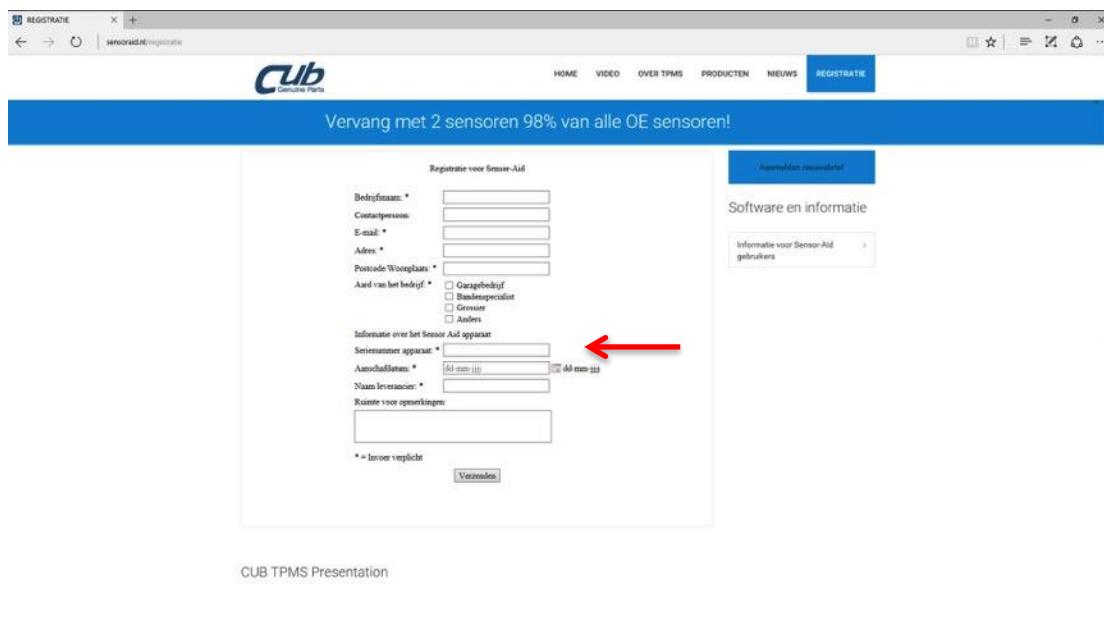 REGISTRATIE
sensoraid.nl/registratie
Cub
Genuine Parts
HOME VIDEO OVER TPMS PRODUCTEN NIEUWS REGISTRATIE
Vervang met 2 sensoren 98% van alle OE sensoren!
Registratie voor Sensor-Aid
Bedrijfsnaam: *
Contactpersoon:
E-mail: *
Adres: *
Postcode/Woonplaats: *
Aard van het bedrijf: *
Garagebedrijf
Bandenspecialist
Grossier
Anders
Informatie over het Sensor Aid apparaat
Serienummer apparaat: *
Aanschafdatum: * dd-mm-jjjj dd-mm-jjjj
Naam leverancier: *
Ruimte voor opmerkingen:
* = Invoer verplicht
Verzenden
Aanmelden nieuwsbrief
Software en informatie
Informatie voor Sensor-Aid
gebruikers
CUB TPMS Presentation